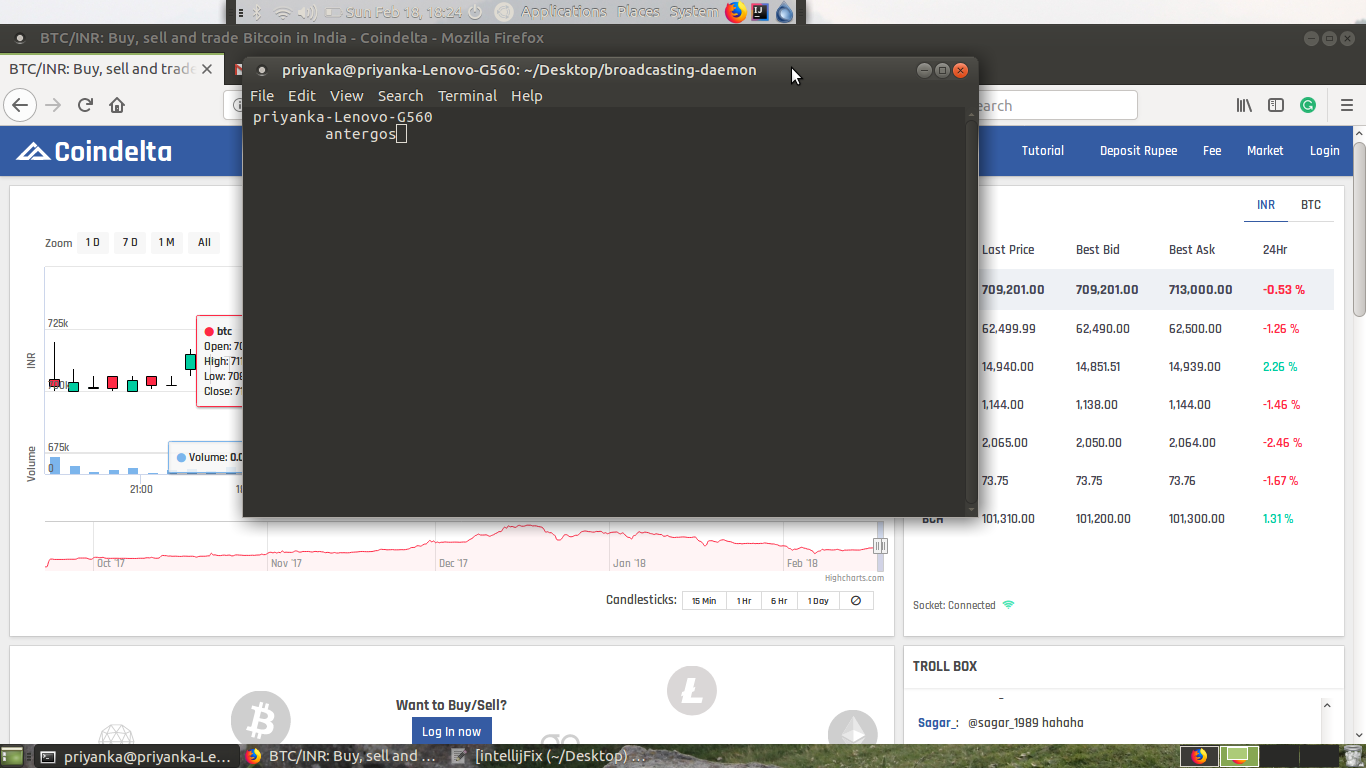 Sun Feb 18, 18:24 Applications Places System
BTC/INR: Buy, sell and trade Bitcoin in India - Coindelta - Mozilla Firefox
BTC/INR: Buy, sell and trade
priyanka@priyanka-Lenovo-G560: ~/Desktop/broadcasting-daemon
File Edit View Search Terminal Help
priyanka-Lenovo-G560
antergos
Coindelta
Tutorial Deposit Rupee Fee Market Login
INR BTC
Zoom 1 D 7 D 1 M All
Last Price Best Bid Best Ask 24Hr
709,201.00 709,201.00 713,000.00 -0.53 %
62,499.99 62,490.00 62,500.00 -1.26 %
14,940.00 14,851.51 14,939.00 2.26 %
1,144.00 1,138.00 1,144.00 -1.46 %
2,065.00 2,050.00 2,064.00 -2.46 %
73.75 73.75 73.76 -1.67 %
BCH 101,310.00 101,200.00 101,300.00 1.31 %
725k
INR
btc
Open:
High:
Low:
Close:
675k
0
Volume
Volume:
21:00
Oct '17 Nov '17 Dec '17 Jan '18 Feb '18
Highcharts.com
Candlesticks: 15 Min 1 Hr 6 Hr 1 Day
Socket: Connected
Want to Buy/Sell?
Log In now
TROLL BOX
Sagar_: @sagar_1989 hahaha
priyanka@priyanka-Le... BTC/INR: Buy, sell and ... [intellijFix (~/Desktop) ...